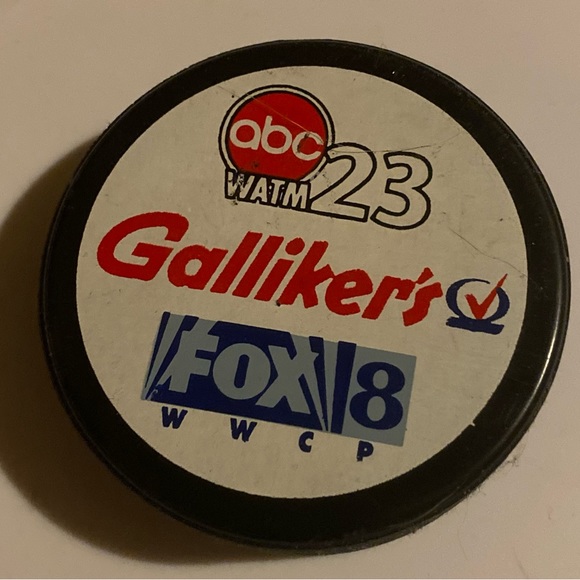 abc
WATM 23
Galliker's
FOX 8
WWCP